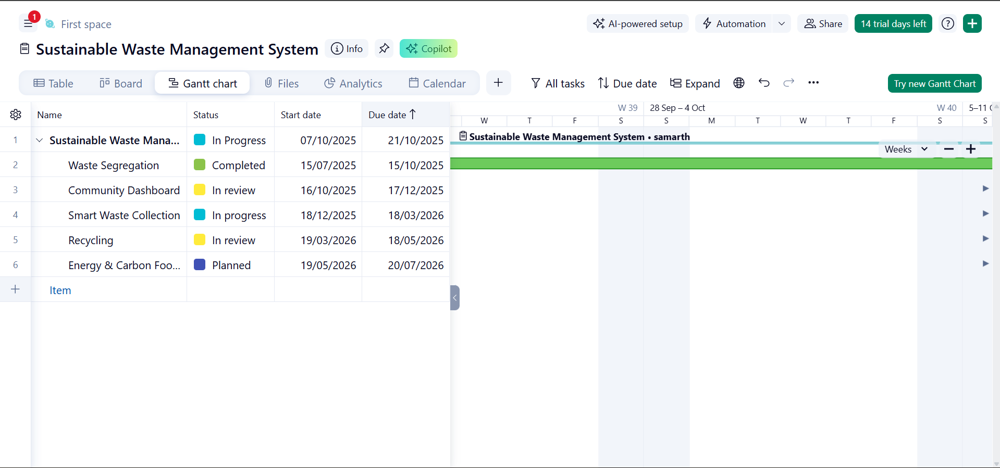 1
First space
AI-powered setup
Automation
Share
14 trial days left
Sustainable Waste Management System
Info
Copilot
Table
Board
Gantt chart
Files
Analytics
Calendar
All tasks
Due date
Expand
Try new Gantt Chart
Name Status Start date Due date
W 39 28 Sep – 4 Oct W 40 5–11
W T F S S M T W T F S S
1 Sustainable Waste Mana... In Progress 07/10/2025 21/10/2025
2 Waste Segregation Completed 15/07/2025 15/10/2025
3 Community Dashboard In review 16/10/2025 17/12/2025
4 Smart Waste Collection In progress 18/12/2025 18/03/2026
5 Recycling In review 19/03/2026 18/05/2026
6 Energy & Carbon Foo... Planned 19/05/2026 20/07/2026
Item
Sustainable Waste Management System • samarth
Weeks